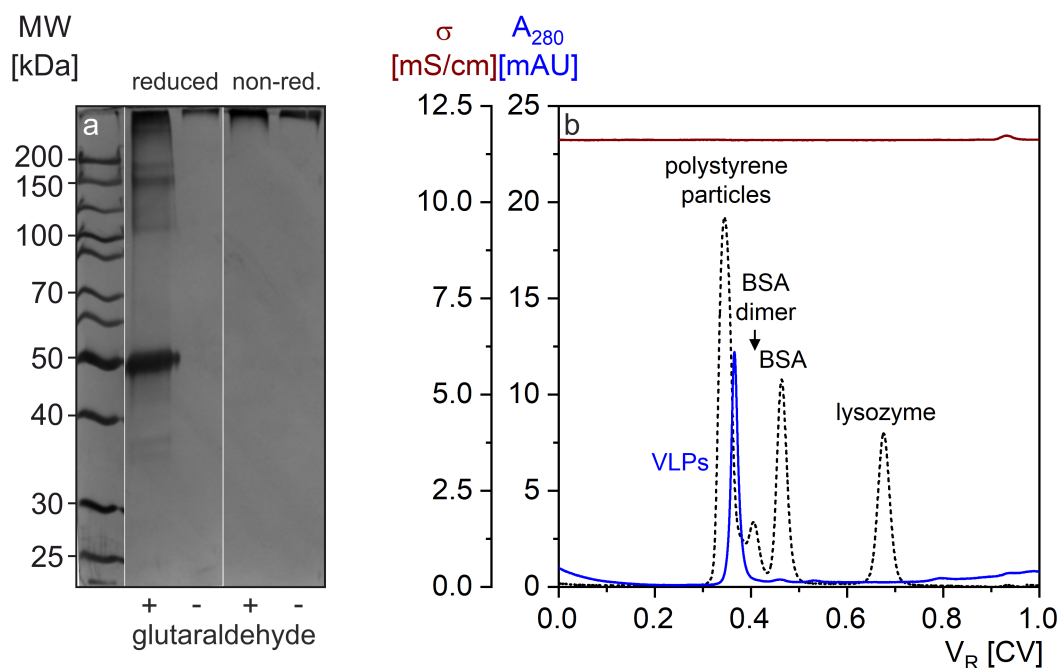 MW
[kDa]
reduced non-red.
a
200
150
100
70
50
40
30
25
+ - + -
glutaraldehyde
σ A280
[mS/cm] [mAU]
12.5 25
10.0 20
7.5 15
5.0 10
2.5 5
0.0 0
b
polystyrene
particles
BSA
dimer
BSA
lysozyme
VLPs
0.0 0.2 0.4 0.6 0.8 1.0
VR [CV]